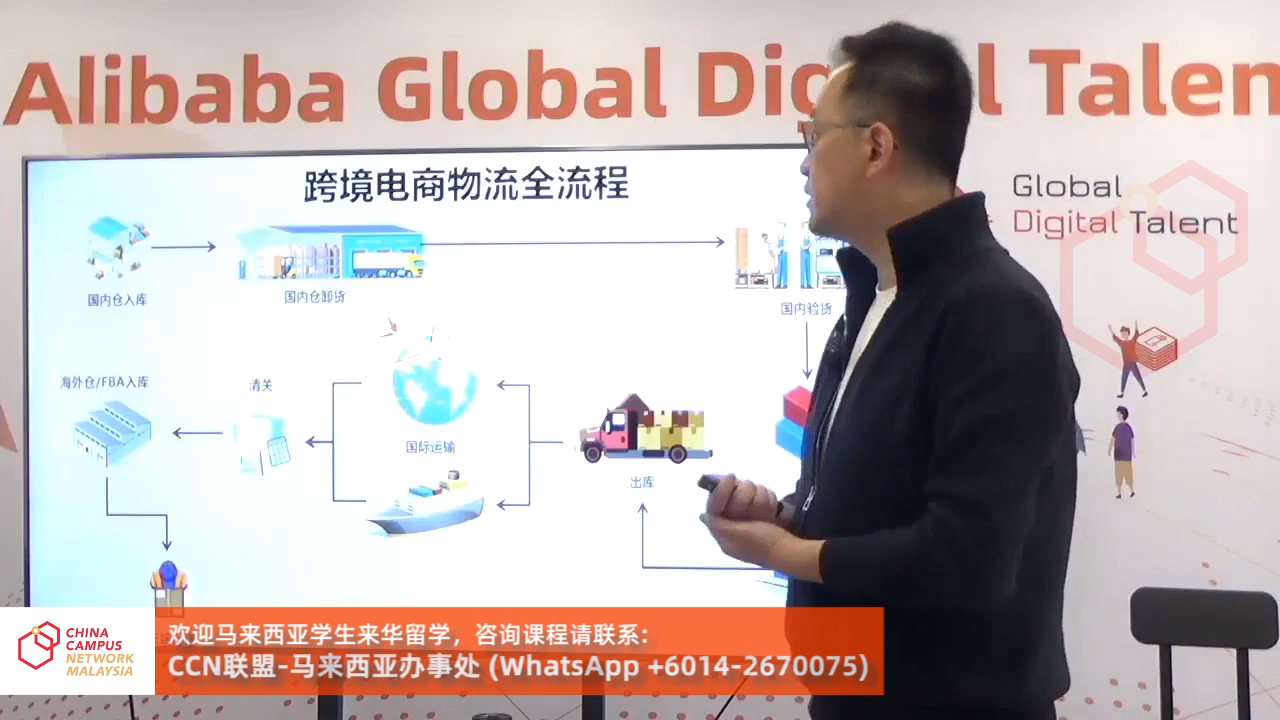 Alibaba Global Dig l Talen
跨境电商物流全流程
Global
Digital Talent
国内仓入库
国内仓卸货
国内验货
海外仓/FBA入库
清关
国际运输
出库
CHINA
CAMPUS
NETWORK
MALAYSIA
欢迎马来西亚学生来华留学，咨询课程请联系：
CCN联盟-马来西亚办事处 (WhatsApp +6014-2670075)